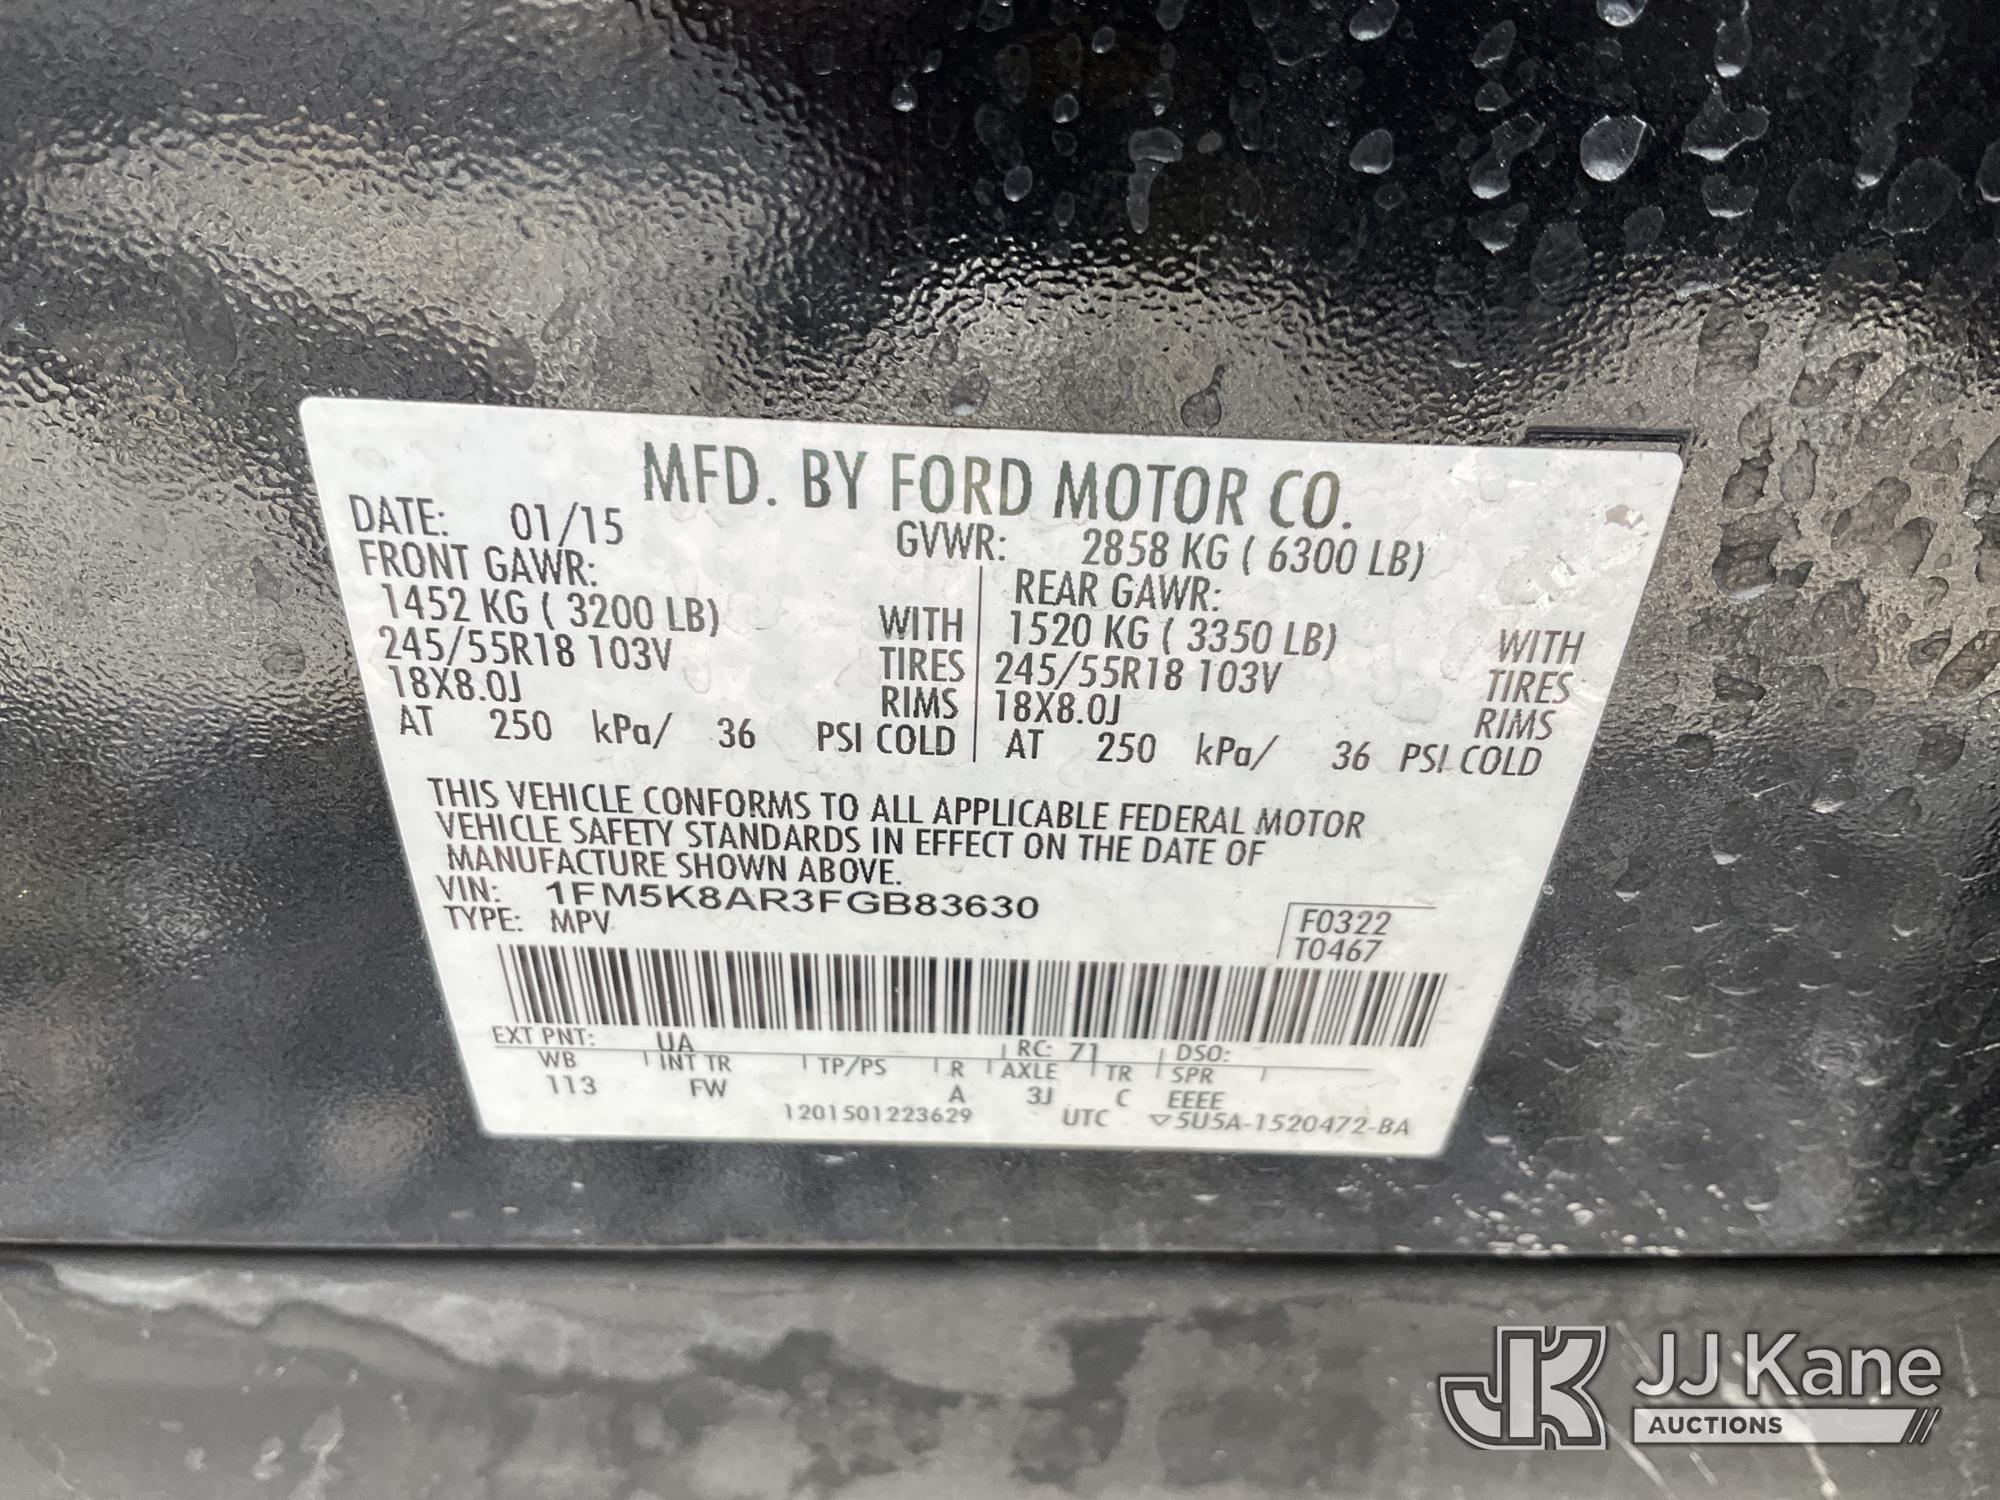 MFD. BY FORD MOTOR CO.
DATE: 01/15 GVWR: 2858 KG ( 6300 LB)
FRONT GAWR: REAR GAWR:
1452 KG ( 3200 LB) WITH 1520 KG ( 3350 LB) WITH
245/55R18 103V TIRES 245/55R18 103V TIRES
18X8.0J RIMS 18X8.0J RIMS
AT 250 kPa/ 36 PSI COLD AT 250 kPa/ 36 PSI COLD
THIS VEHICLE CONFORMS TO ALL APPLICABLE FEDERAL MOTOR
VEHICLE SAFETY STANDARDS IN EFFECT ON THE DATE OF
MANUFACTURE SHOWN ABOVE.
VIN: 1FM5K8AR3FGB83630
TYPE: MPV F0322
T0467
EXT PNT: UA RC: 71 DSO:
WB INT TR TP/PS R AXLE TR SPR
113 FW A 3J C EEEE
1201501223629 UTC ▽5U5A-1520472-BA
JK JJ Kane
AUCTIONS